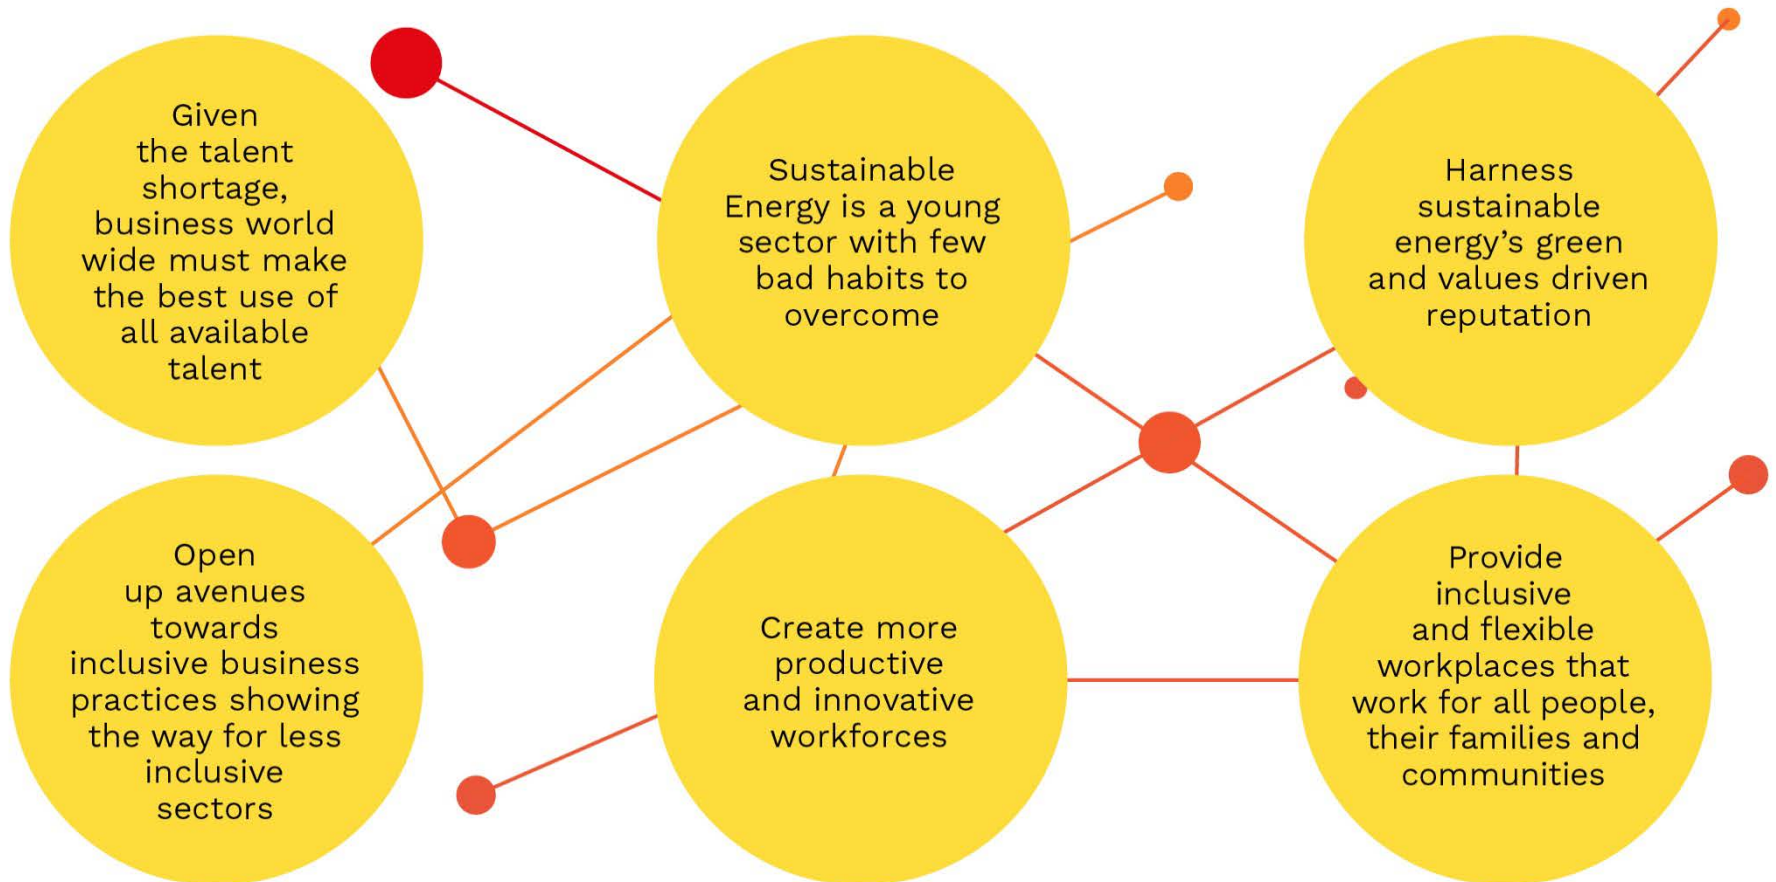 Given
the talent
shortage,
business world
wide must make
the best use of
all available
talent
Sustainable
Energy is a young
sector with few
bad habits to
overcome
Harness
sustainable
energy’s green
and values driven
reputation
Open
up avenues
towards
inclusive business
practices showing
the way for less
inclusive
sectors
Create more
productive
and innovative
workforces
Provide
inclusive
and flexible
workplaces that
work for all people,
their families and
communities